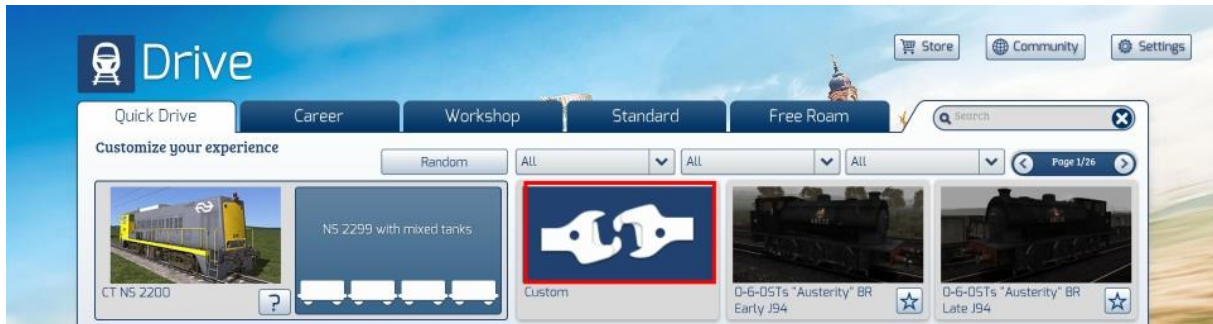 Drive
Store
Community
Settings
Quick Drive
Career
Workshop
Standard
Free Roam
Search
Customize your experience
Random
All
All
All
Page 1/26
NS 2299 with mixed tanks
CT NS 2200
?
Custom
0-6-0STs "Austerity" BR
Early J94
0-6-0STs "Austerity" BR
Late J94